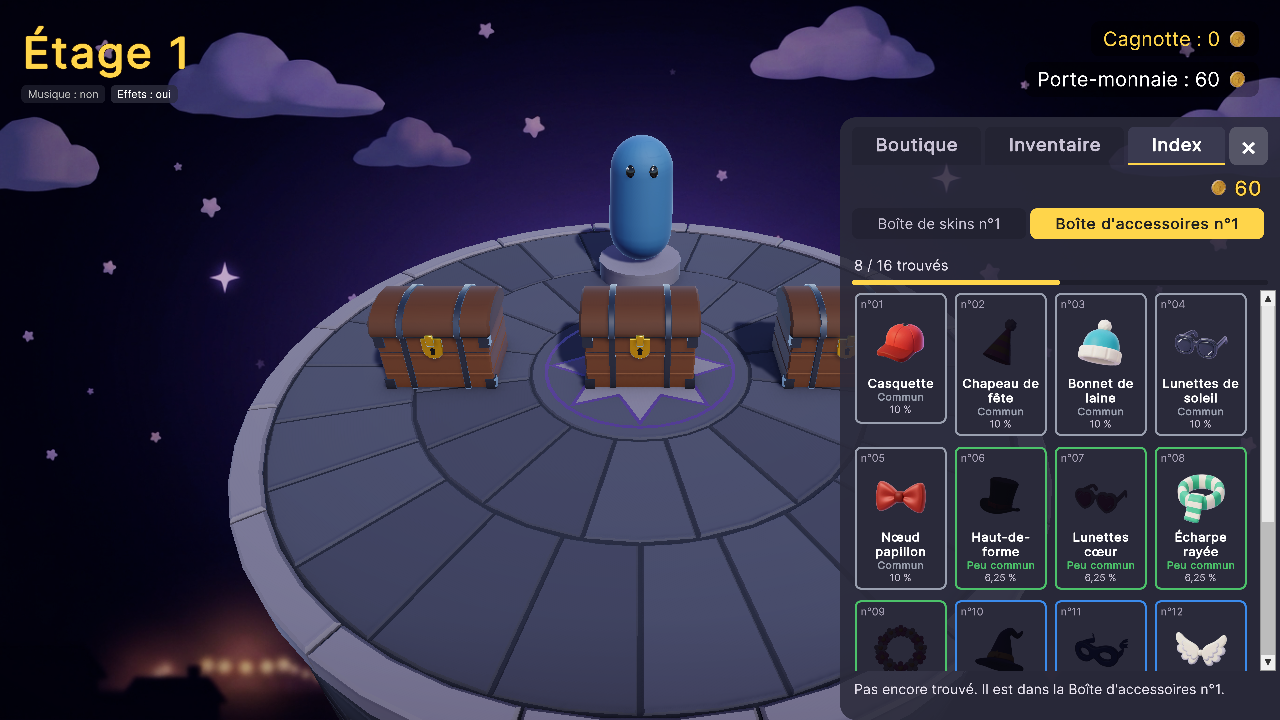 Étage 1
Musique : non
Effets : oui
Cagnotte : 0
Porte-monnaie : 60
Boutique
Inventaire
Index
×
60
Boîte de skins n°1
Boîte d'accessoires n°1
8 / 16 trouvés
n°01
Casquette
Commun
10 %
n°02
Chapeau de
fête
Commun
10 %
n°03
Bonnet de
laine
Commun
10 %
n°04
Lunettes de
soleil
Commun
10 %
n°05
Nœud
papillon
Commun
10 %
n°06
Haut-de-
forme
Peu commun
6,25 %
n°07
Lunettes
cœur
Peu commun
6,25 %
n°08
Écharpe
rayée
Peu commun
6,25 %
n°09
n°10
n°11
n°12
Pas encore trouvé. Il est dans la Boîte d'accessoires n°1.